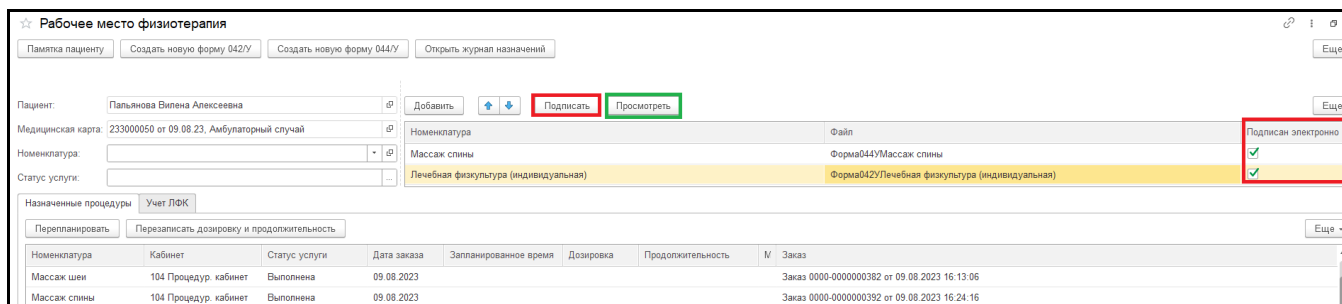 Рабочее место физиотерапия
Памятка пациенту Создать новую форму 042/У Создать новую форму 044/У Открыть журнал назначений Еще
Пациент: Папьянова Вилена Алексеевна Добавить Подписать Просмотреть Еще
Медицинская карта: 233000050 от 09.08.23, Амбулаторный случай Номенклатура Файл Подписан электронно
Номенклатура: Массаж спины Форма044УМассаж спины
Статус услуги: Лечебная физкультура (индивидуальная) Форма042УЛечебная физкультура (индивидуальная)
Назначенные процедуры Учет ЛФК
Перепланировать Перезаписать дозировку и продолжительность Еще
Номенклатура Кабинет Статус услуги Дата заказа Запланированное время Дозировка Продолжительность М Заказ
Массаж шеи 104 Процедур. кабинет Выполнена 09.08.2023 Заказ 0000-0000000382 от 09.08.2023 16:13:06
Массаж спины 104 Процедур. кабинет Выполнена 09.08.2023 Заказ 0000-0000000392 от 09.08.2023 16:24:16